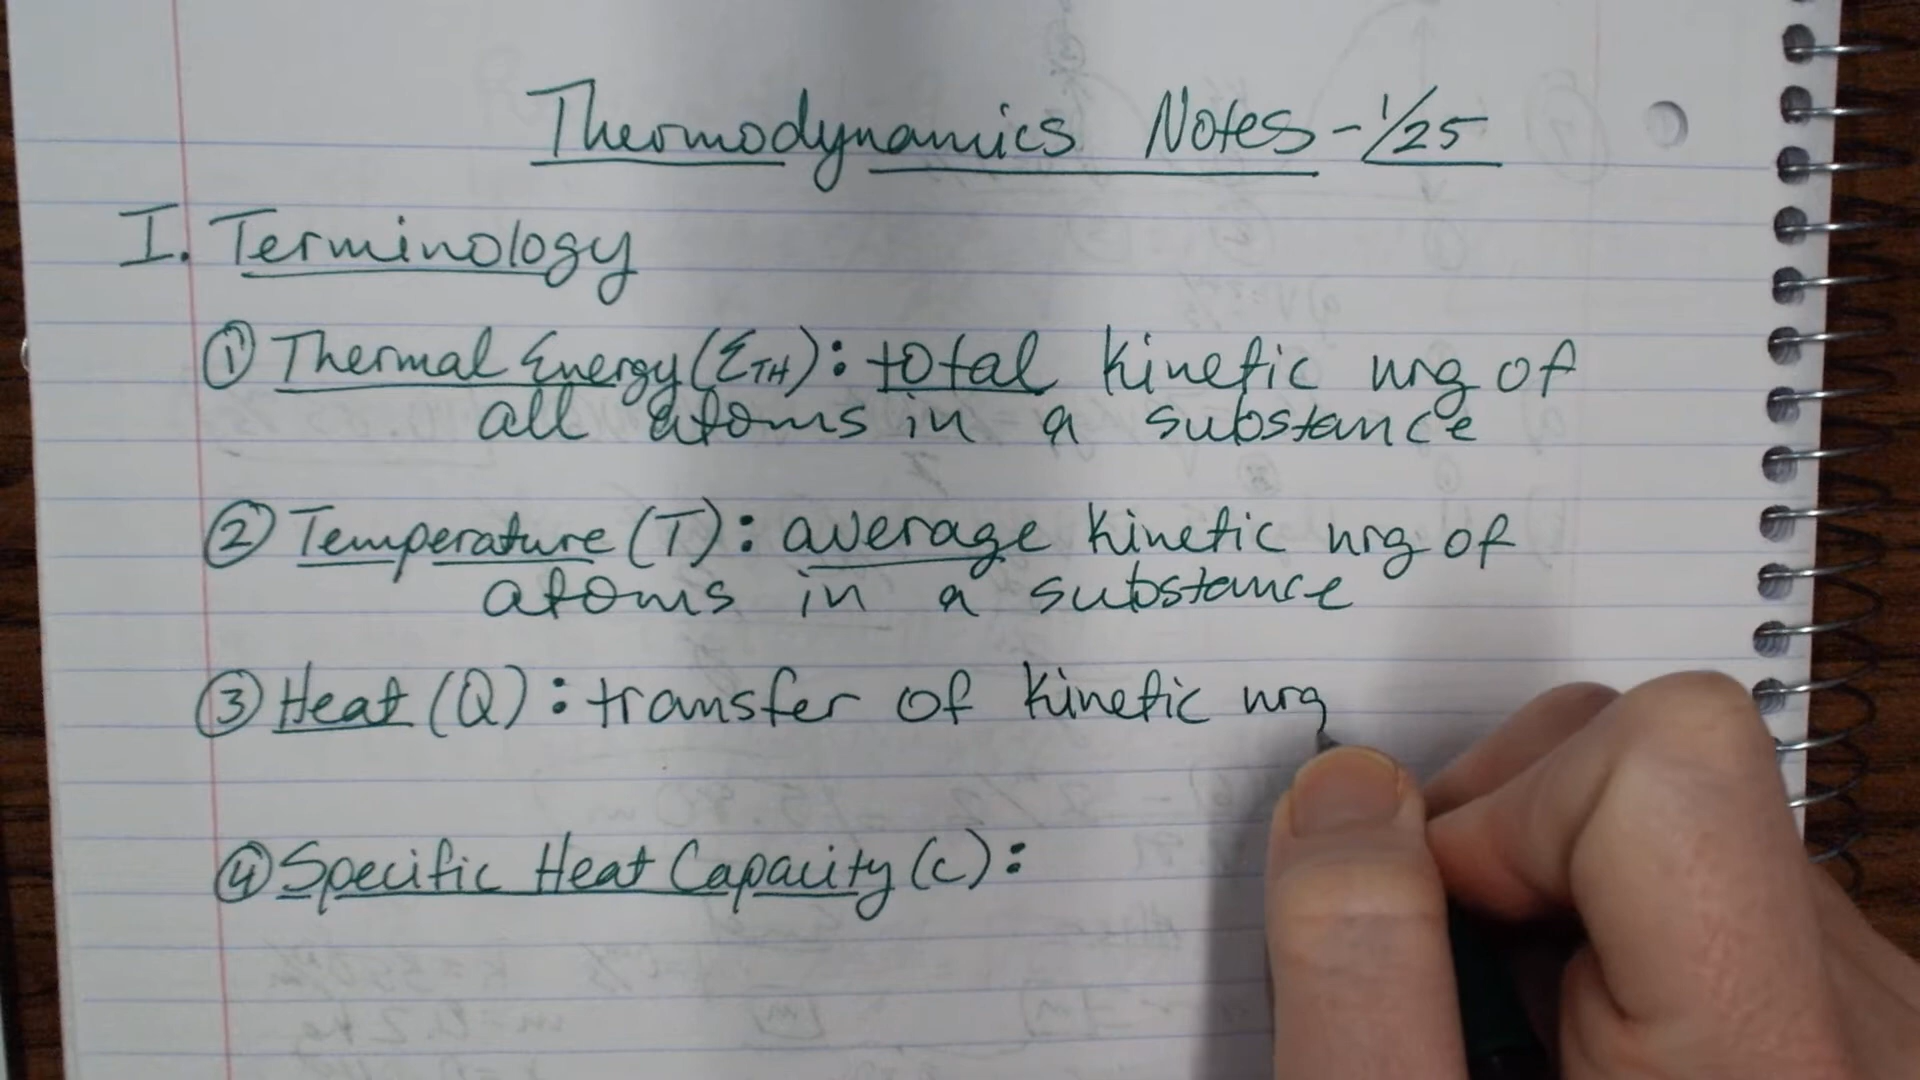 Thermodynamics Notes - 1/25
I. Terminology
① Thermal Energy (ETH): total kinetic nrg of
all atoms in a substance
② Temperature (T): average kinetic nrg of
atoms in a substance
③ Heat (Q): transfer of kinetic nrg
④ Specific Heat Capacity (c):